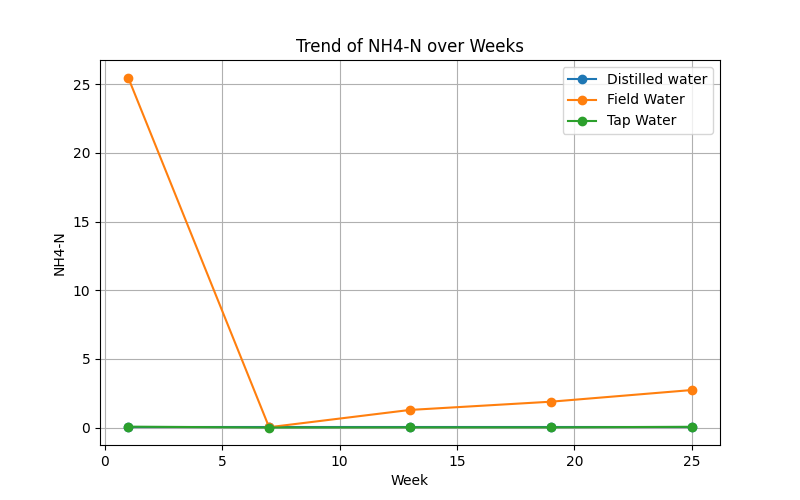 Trend of NH4-N over Weeks
Distilled water
Field Water
Tap Water
25
20
15
10
5
0
NH4-N
0 5 10 15 20 25
Week